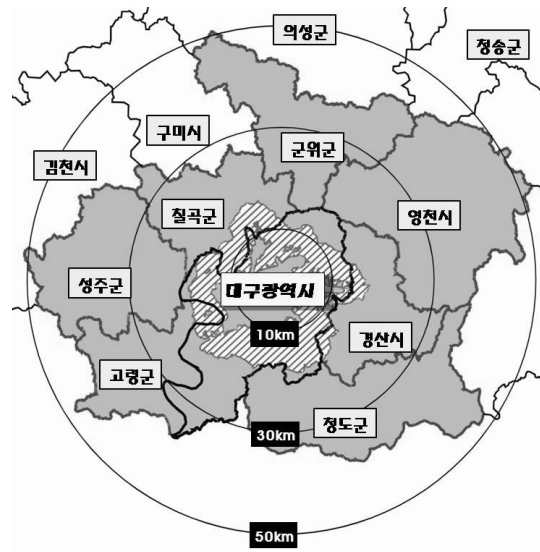 의성군
청송군
구미시
군위군
김천시
칠곡군
영천시
성주군
대구광역시
10km
경산시
고령군
청도군
30km
50km